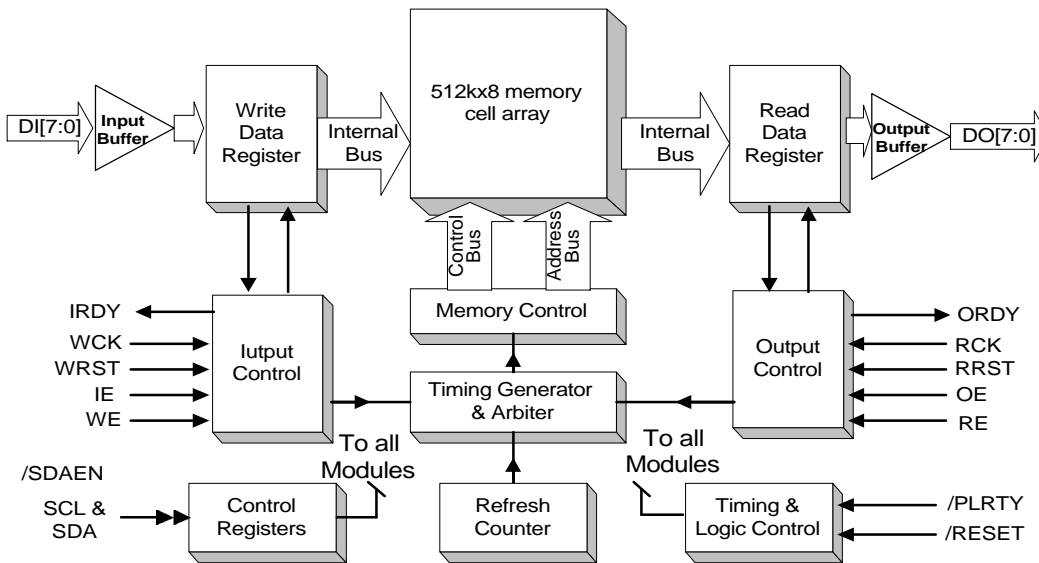 DI[7:0]
Input
Buffer
Write
Data
Register
Internal
Bus
512kx8 memory
cell array
Internal
Bus
Read
Data
Register
Output
Buffer
DO[7:0]
Control
Bus
Address
Bus
IRDY
WCK
WRST
IE
WE
Iutput
Control
Memory Control
Timing Generator
& Arbiter
Output
Control
ORDY
RCK
RRST
OE
RE
/SDAEN
SCL &
SDA
Control
Registers
To all
Modules
Refresh
Counter
To all
Modules
Timing &
Logic Control
/PLRTY
/RESET